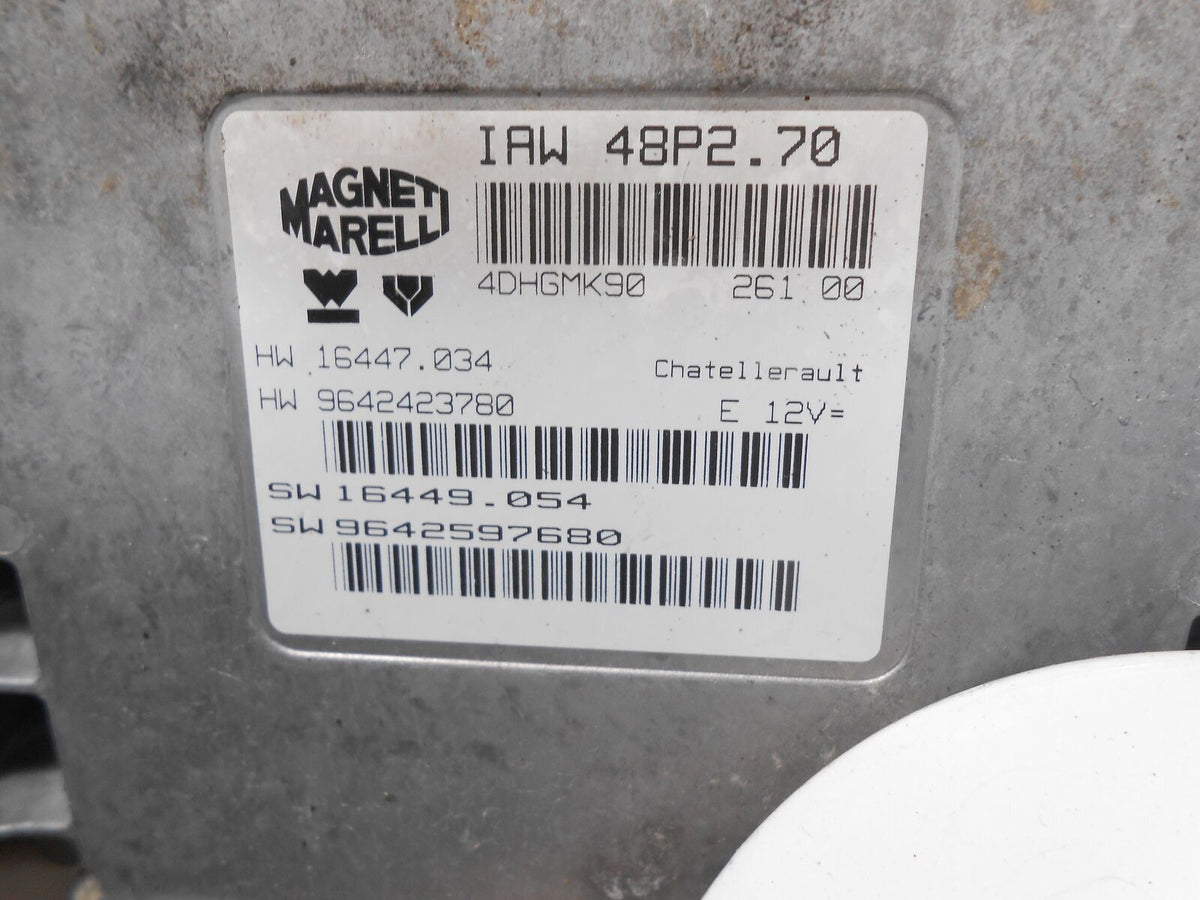 IAW 48P2.70
MAGNETI
MARELLI
4DHGMK90 261 00
HW 16447.034
Chatellerault
HW 9642423780
E 12V=
SW 16449.054
SW 9642597680